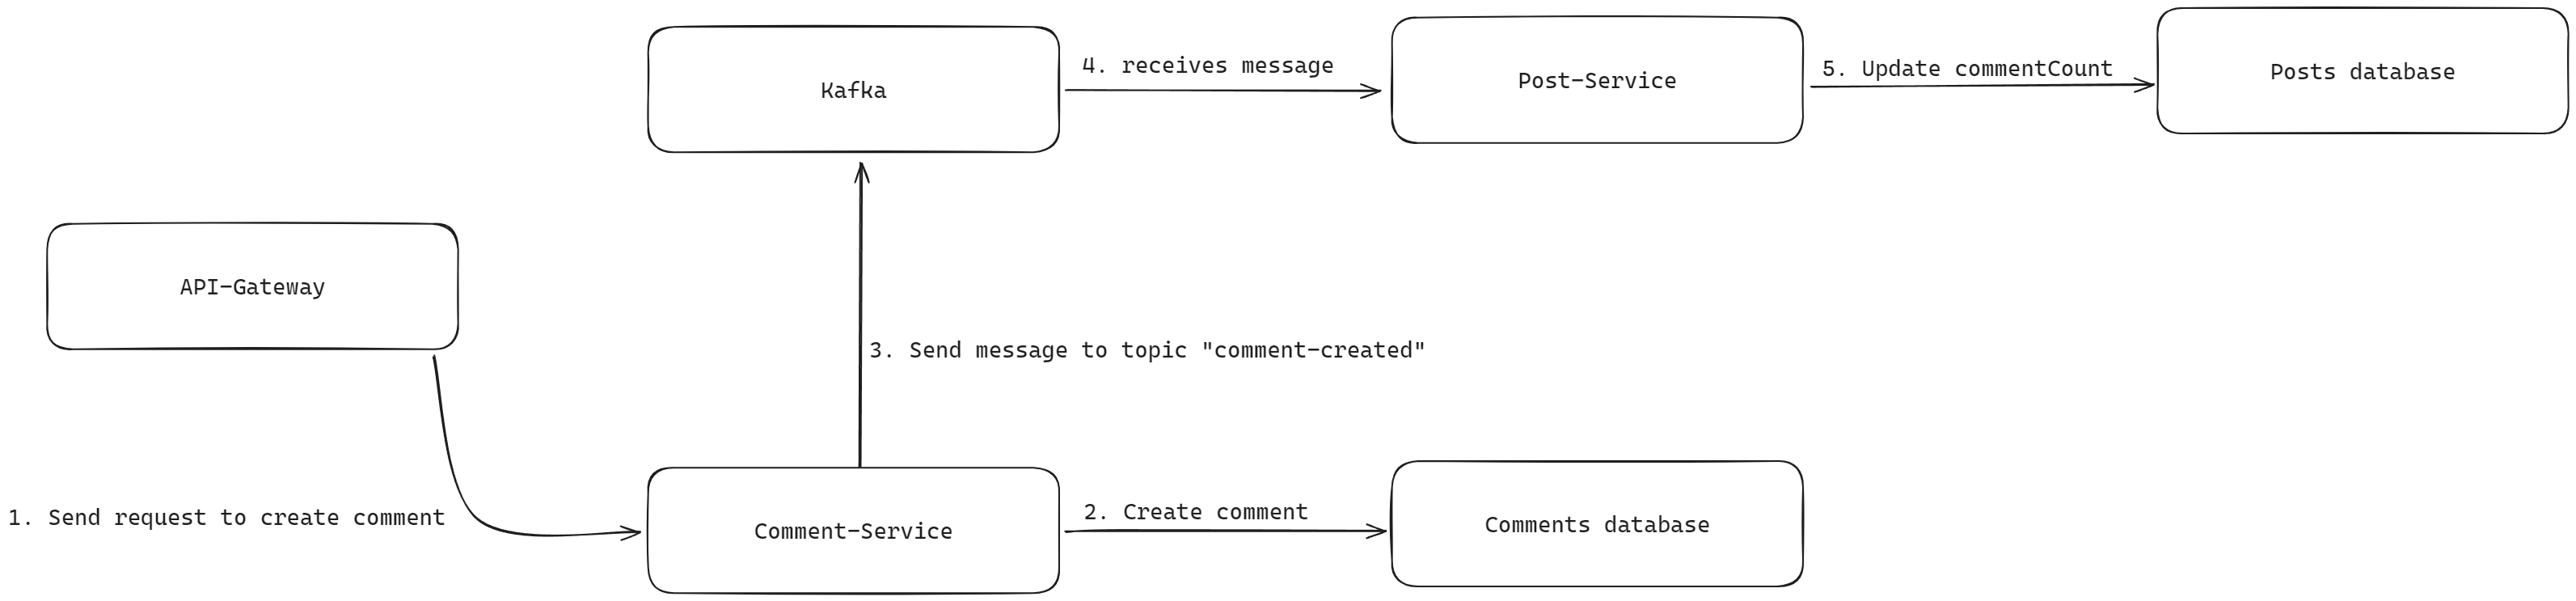 Kafka
4. receives message
Post-Service
5. Update commentCount
Posts database
API-Gateway
3. Send message to topic "comment-created"
1. Send request to create comment
Comment-Service
2. Create comment
Comments database